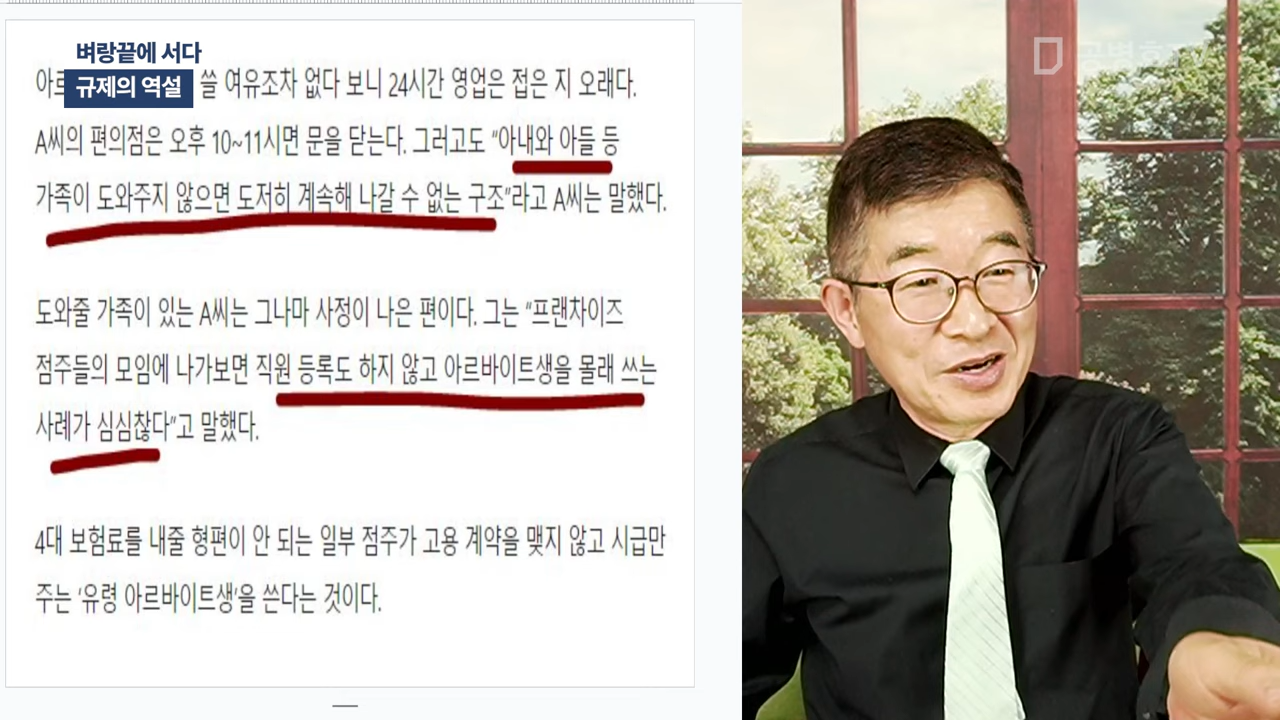 벼랑끝에 서다
규제의 역설
쓸 여유조차 없다 보니 24시간 영업은 접은 지 오래다.
A씨의 편의점은 오후 10~11시면 문을 닫는다. 그러고도 “아내와 아들 등
가족이 도와주지 않으면 도저히 계속해 나갈 수 없는 구조”라고 A씨는 말했다.
도와줄 가족이 있는 A씨는 그나마 사정이 나은 편이다. 그는 “프랜차이즈
점주들의 모임에 나가보면 직원 등록도 하지 않고 아르바이트생을 몰래 쓰는
사례가 심심찮다”고 말했다.
4대 보험료를 내줄 형편이 안 되는 일부 점주가 고용 계약을 맺지 않고 시급만
주는 ‘유령 아르바이트생’을 쓴다는 것이다.